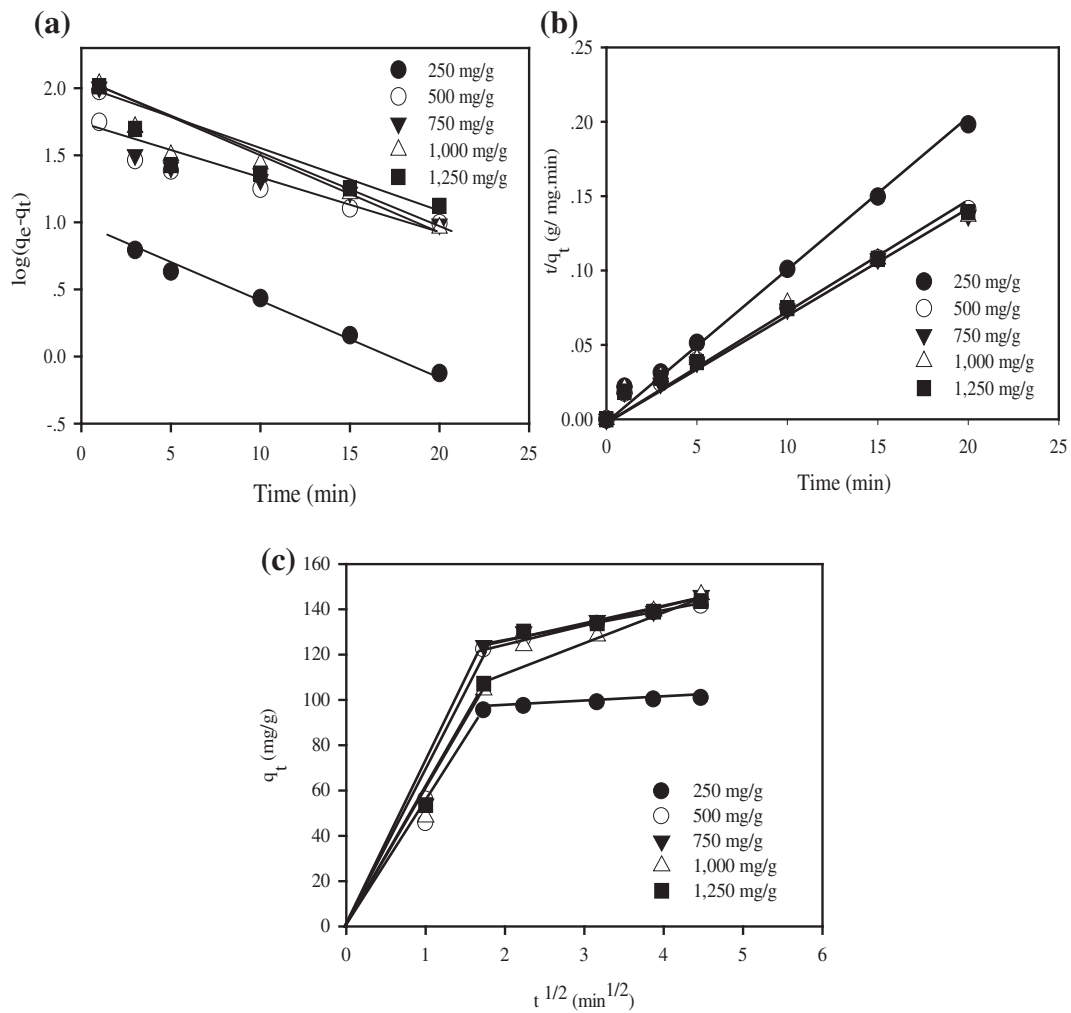 (a)
log(qe-qt)
2.0
1.5
1.0
.5
0.0
-.5
0 5 10 15 20 25
Time (min)
250 mg/g
500 mg/g
750 mg/g
1,000 mg/g
1,250 mg/g
(b)
t/qt (g/ mg.min)
.25
.20
.15
.10
.05
0.00
0 5 10 15 20 25
Time (min)
250 mg/g
500 mg/g
750 mg/g
1,000 mg/g
1,250 mg/g
(c)
qt (mg/g)
160
140
120
100
80
60
40
20
0
0 1 2 3 4 5 6
t 1/2 (min1/2)
250 mg/g
500 mg/g
750 mg/g
1,000 mg/g
1,250 mg/g